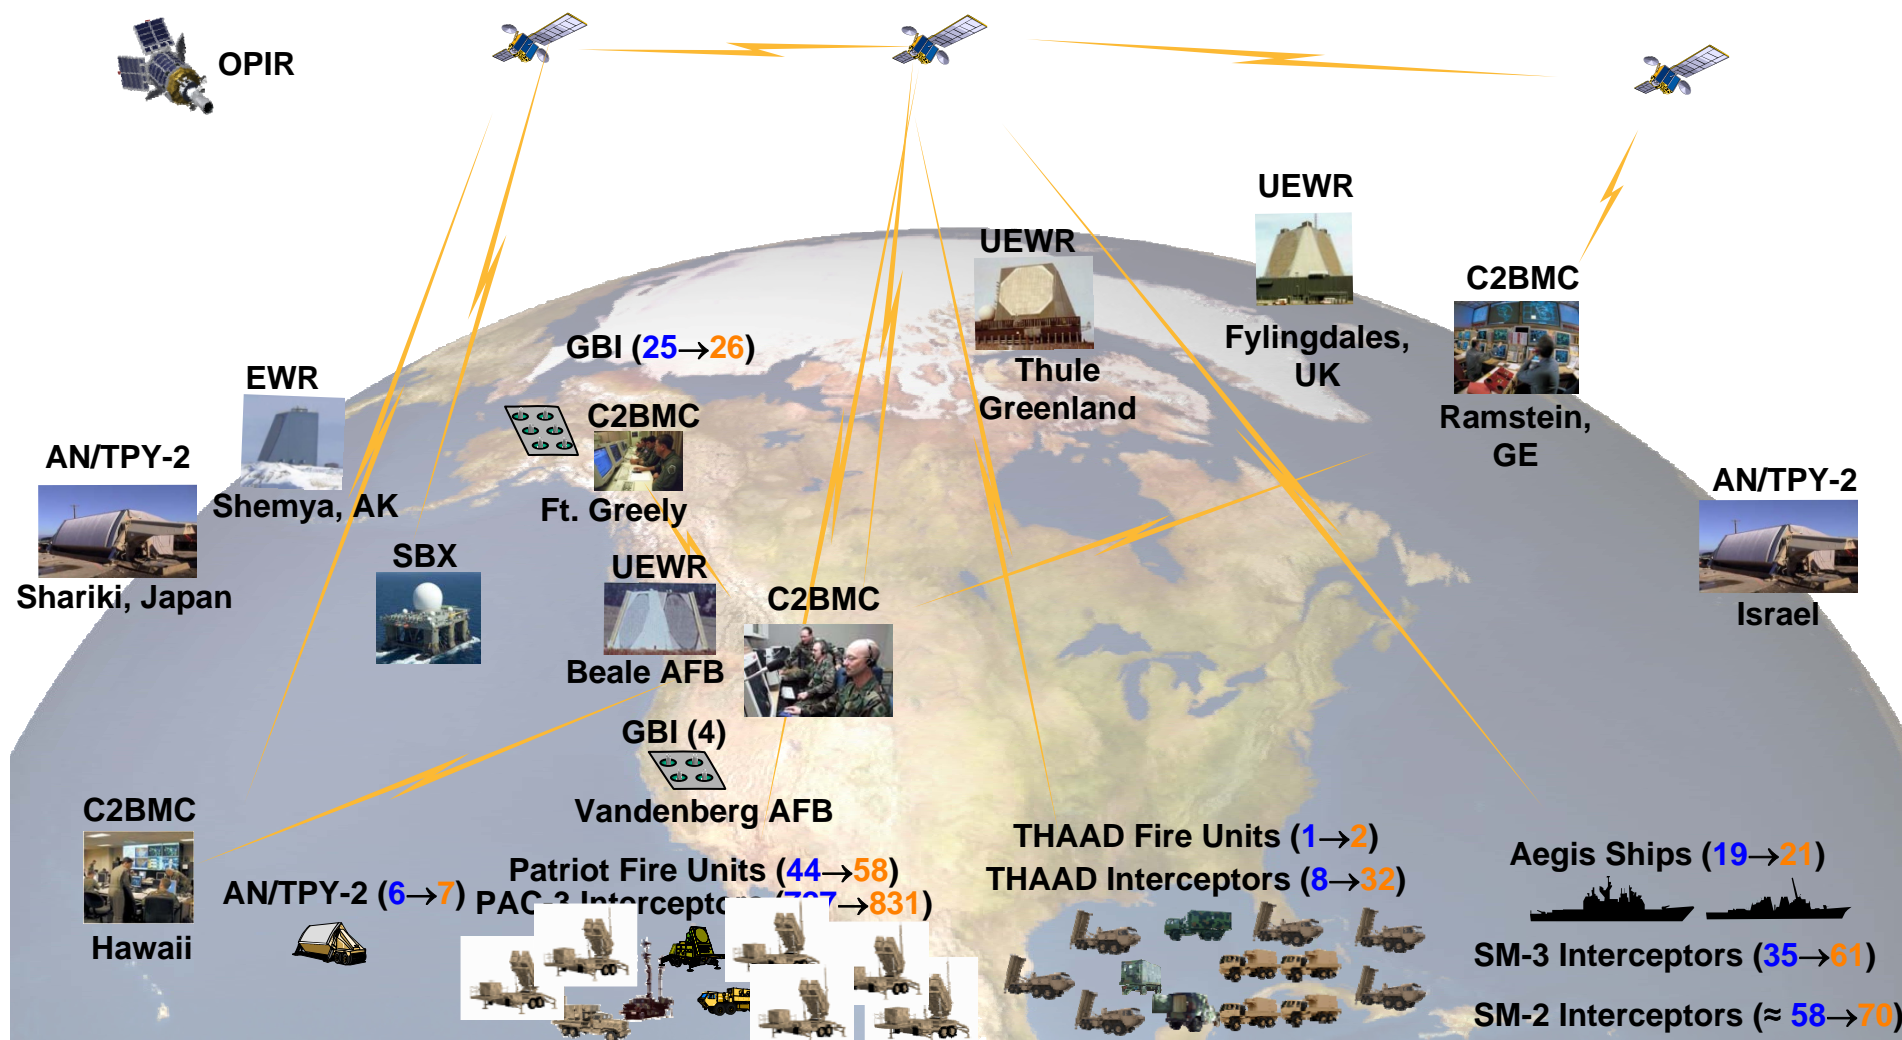 OPIR
UEWR
Fylingdales,
UK
UEWR
Thule
Greenland
C2BMC
Ramstein,
GE
GBI (25→26)
C2BMC
Ft. Greely
EWR
Shemya, AK
AN/TPY-2
Shariki, Japan
SBX
UEWR
Beale AFB
C2BMC
AN/TPY-2
Israel
GBI (4)
Vandenberg AFB
C2BMC
Hawaii
AN/TPY-2 (6→7)
Patriot Fire Units (44→58)
PAC-3 Interceptors →831)
THAAD Fire Units (1→2)
THAAD Interceptors (8→32)
Aegis Ships (19→21)
SM-3 Interceptors (35→61)
SM-2 Interceptors (≈ 58→70)